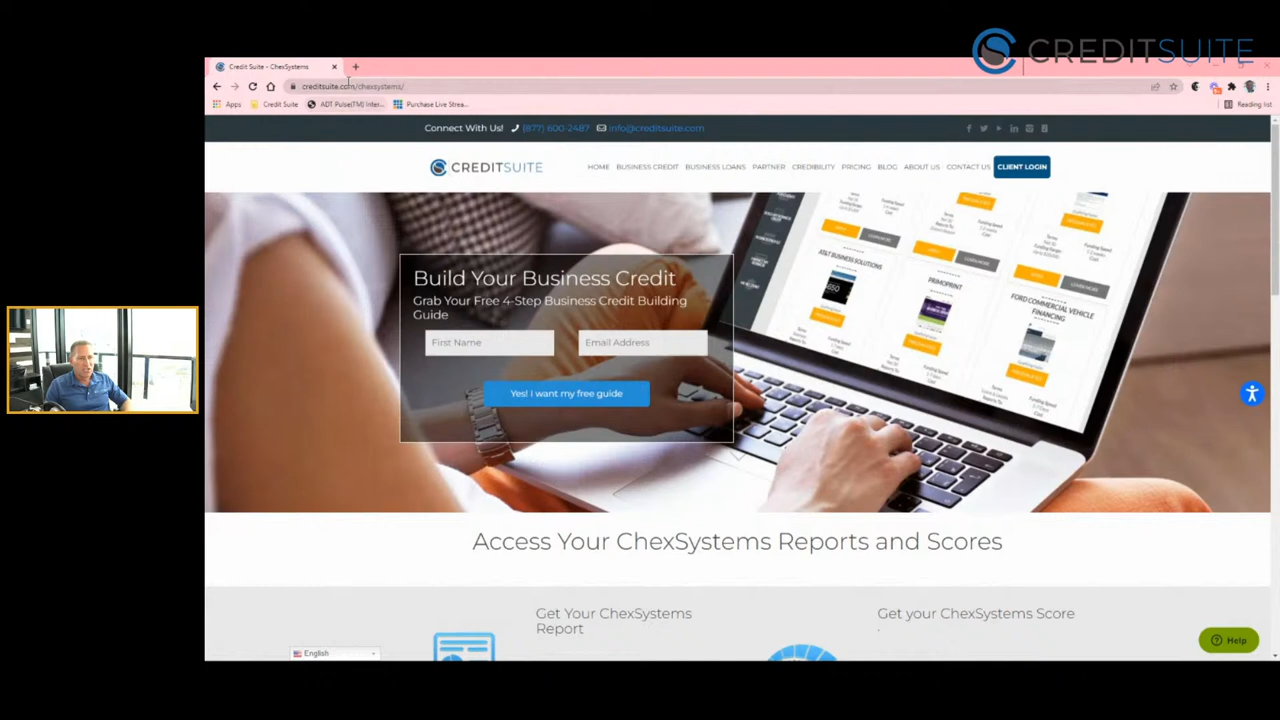 CREDITSUITE
Credit Suite - ChexSystems
creditsuite.com/chexsystems/
Apps
Credit Suite
ADT Pulse(TM) Inter...
Purchase Live Strea...
Reading list
Connect With Us! (877) 600-2487 info@creditsuite.com
CREDITSUITE
HOME BUSINESS CREDIT BUSINESS LOANS PARTNER CREDIBILITY PRICING BLOG ABOUT US CONTACT US CLIENT LOGIN
Build Your Business Credit
Grab Your Free 4-Step Business Credit Building
Guide
First Name
Email Address
Yes! I want my free guide
AT&T BUSINESS SOLUTIONS
PRIMOPRINT
FORD COMMERCIAL VEHICLE
FINANCING
Access Your ChexSystems Reports and Scores
Get Your ChexSystems
Report
Get your ChexSystems Score
.
English
Help